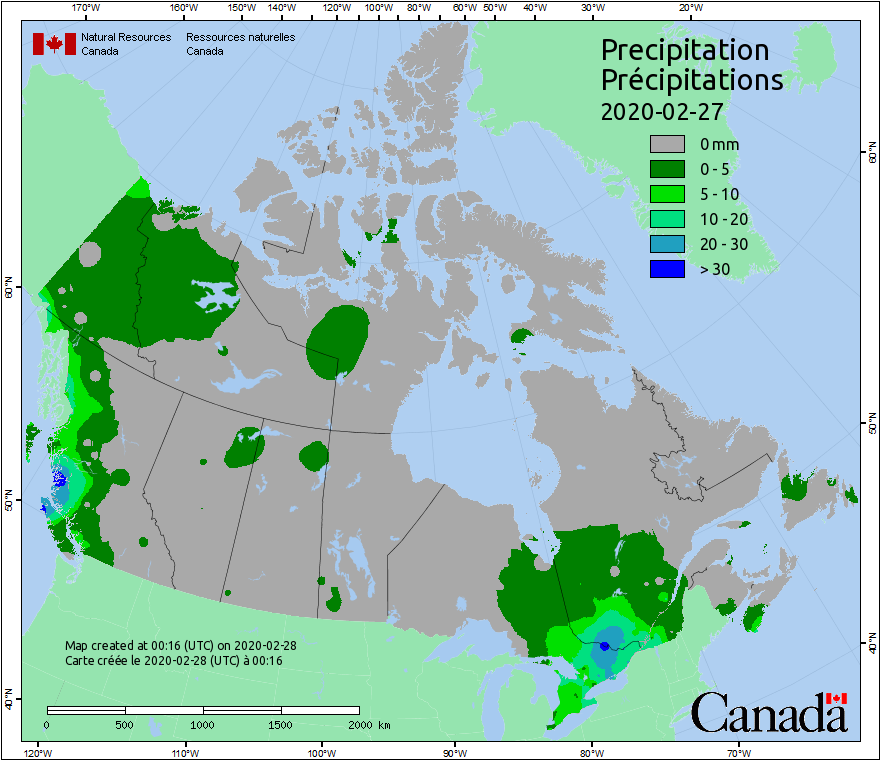 170°W 150°W 140°W 130°W 120°W 110°W 100°W 90°W 80°W 60°W 50°W 40°W 30°W 20°W
Natural Resources Canada
Ressources naturelles Canada
Precipitation
Précipitations
2020-02-27
0 mm
0 - 5
5 - 10
10 - 20
20 - 30
> 30
60°N
60°N
50°N
50°N
40°N
40°N
Map created at 00:16 (UTC) on 2020-02-28
Carte créée le 2020-02-28 (UTC) à 00:16
0 500 1000 1500 2000 km
Canada
120°W 110°W 100°W 90°W 80°W 70°W